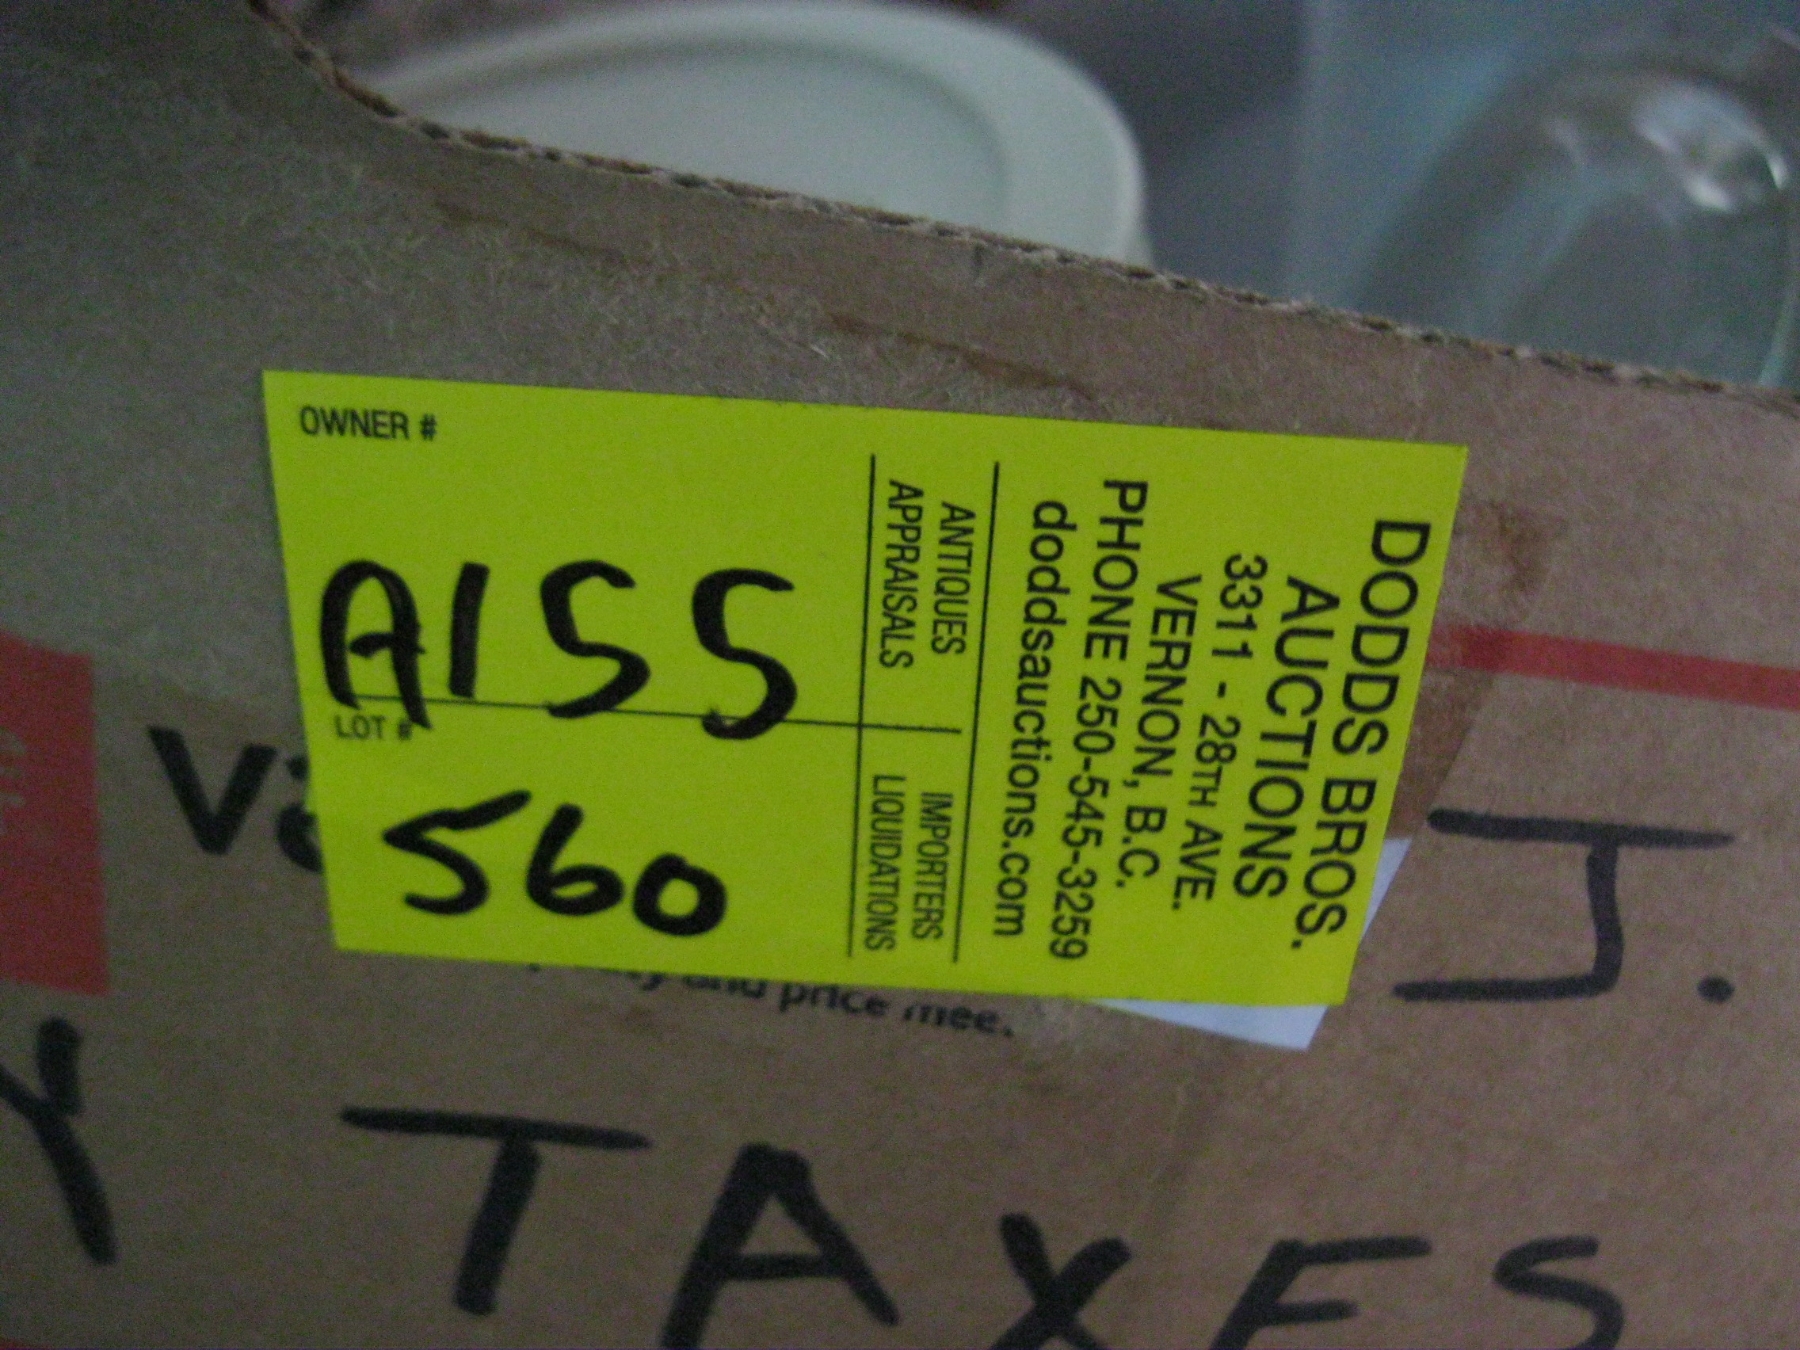 OWNER #
A155
LOT #
560
ANTIQUES
APPRAISALS
IMPORTERS
LIQUIDATIONS
DODDS BROS.
AUCTIONS
3311 - 28TH AVE.
VERNON, B.C.
PHONE 250-545-3259
doddsauctions.com
and price
J.
Y TAXES